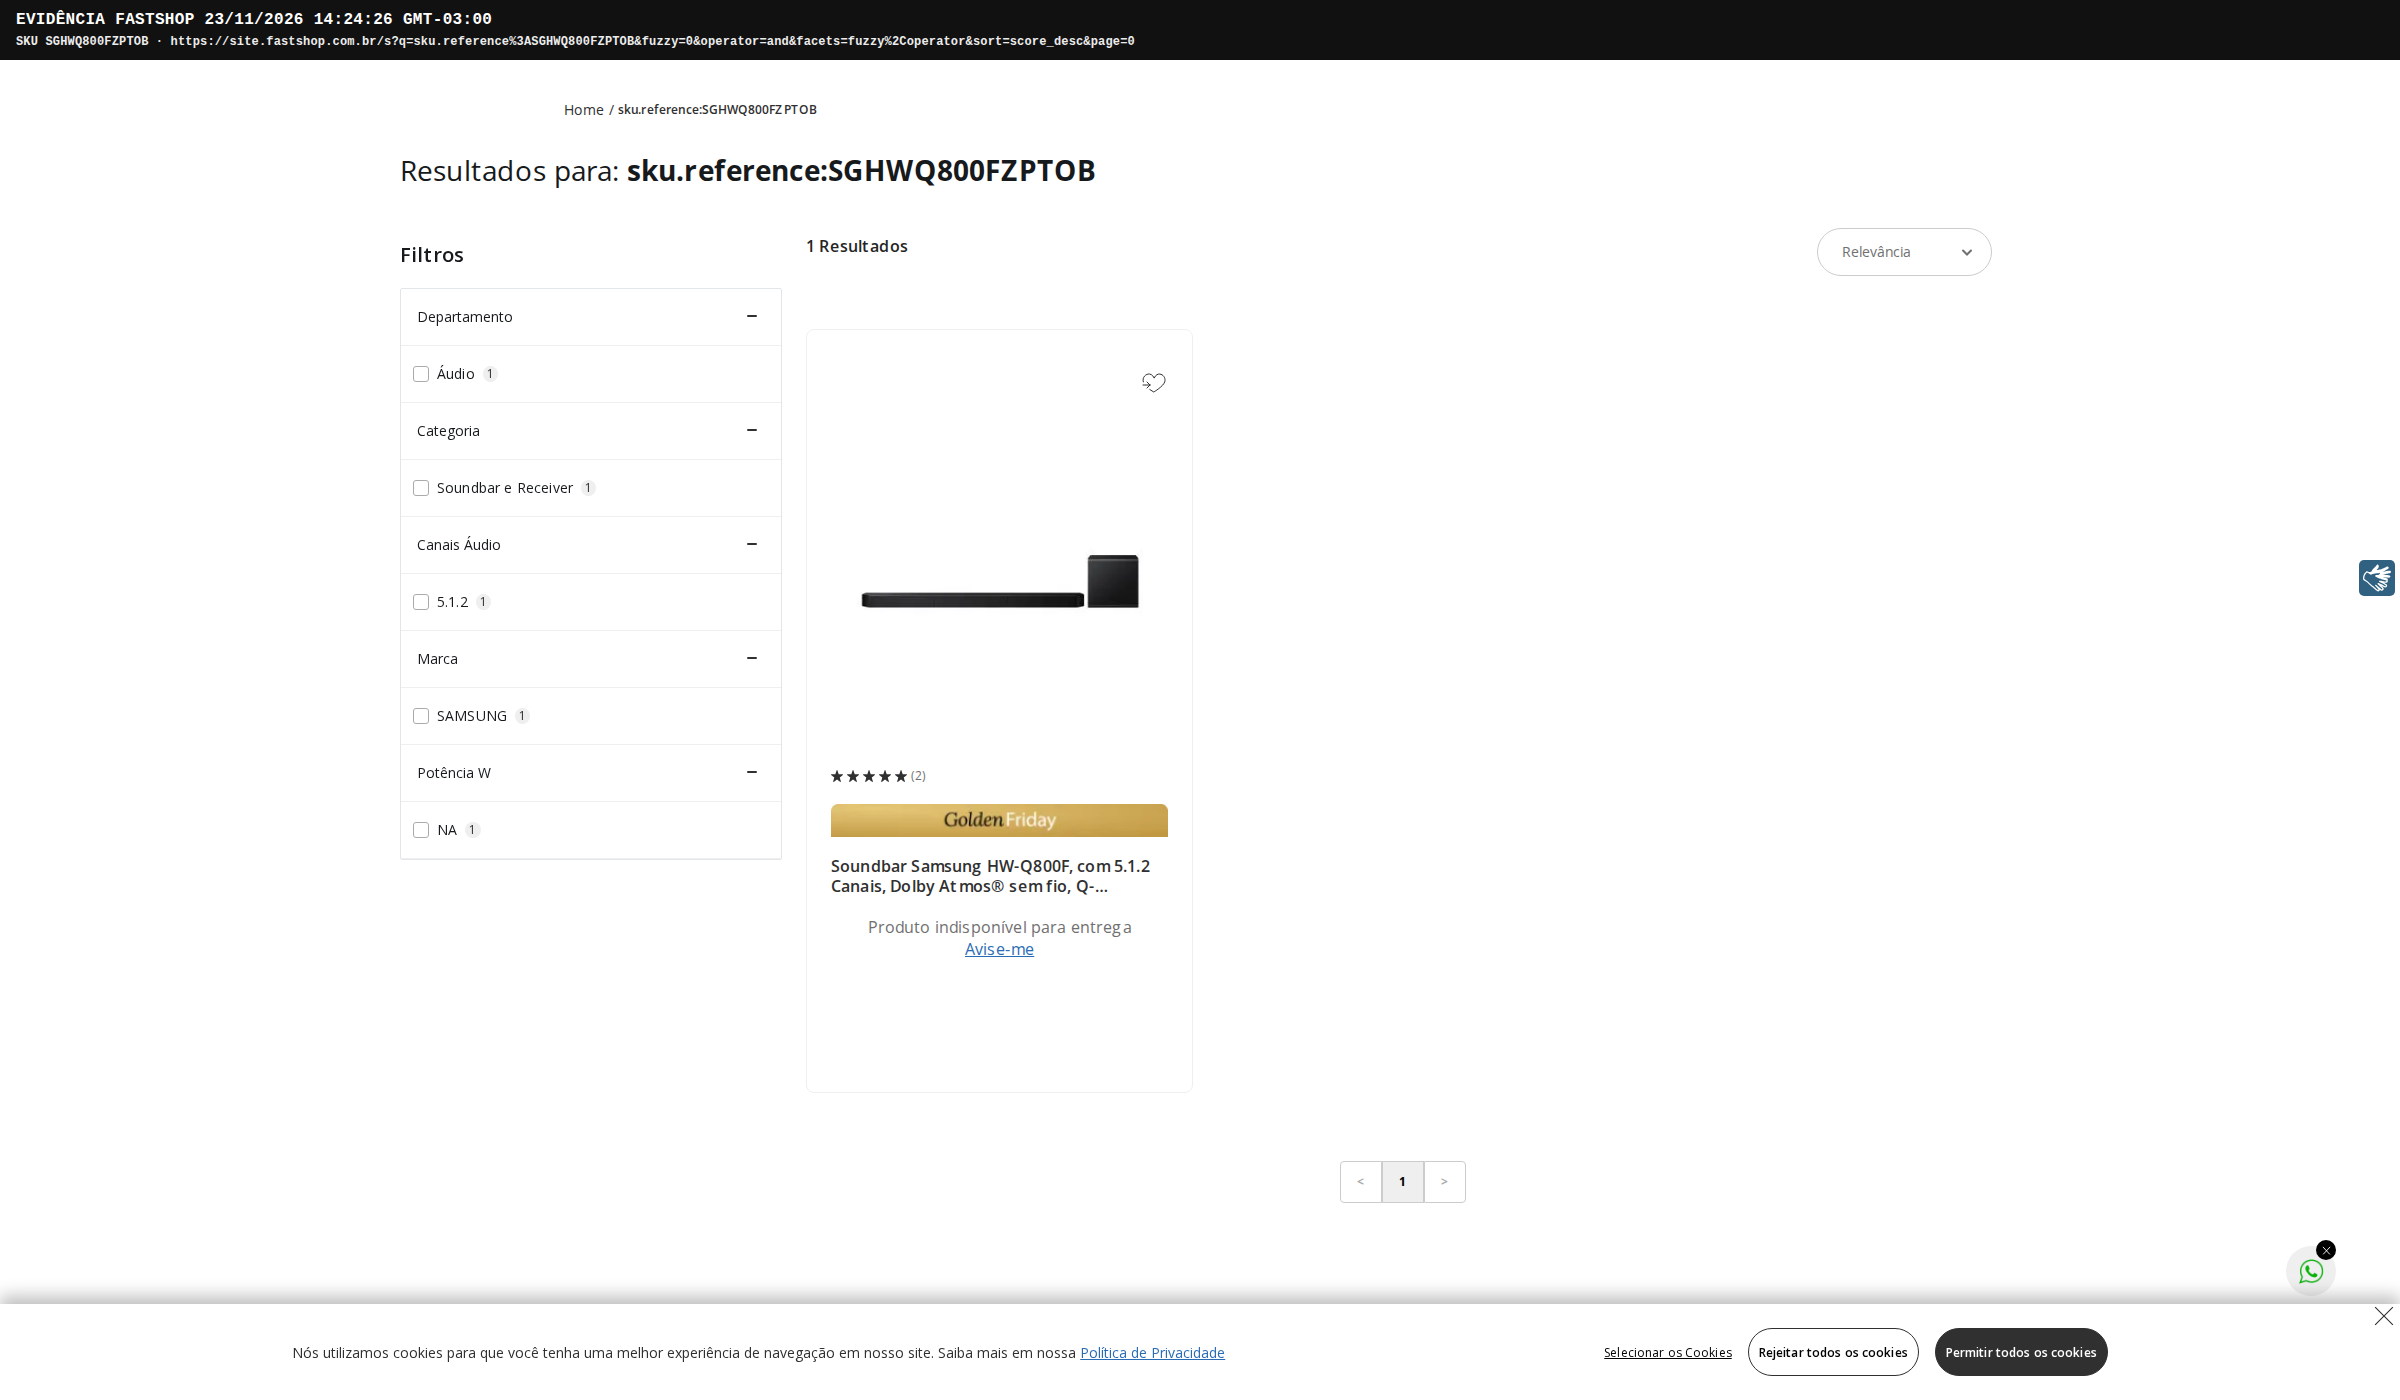 EVIDÊNCIA FASTSHOP 23/11/2026 14:24:26 GMT-03:00
SKU SGHWQ800FZPTOB · https://site.fastshop.com.br/s?q=sku.reference%3ASGHWQ800FZPTOB&fuzzy=0&operator=and&facets=fuzzy%2Coperator&sort=score_desc&page=0
Home / sku.reference:SGHWQ800FZPTOB
Resultados para: sku.reference:SGHWQ800FZPTOB
Filtros
1 Resultados
Relevância
Departamento
Áudio 1
Categoria
Soundbar e Receiver 1
Canais Áudio
5.1.2 1
Marca
SAMSUNG 1
Potência W
NA 1
(2)
Golden Friday
Soundbar Samsung HW-Q800F, com 5.1.2
Canais, Dolby Atmos® sem fio, Q-...
Produto indisponível para entrega
Avise-me
< 1 >
Nós utilizamos cookies para que você tenha uma melhor experiência de navegação em nosso site. Saiba mais em nossa Política de Privacidade
Selecionar os Cookies
Rejeitar todos os cookies
Permitir todos os cookies